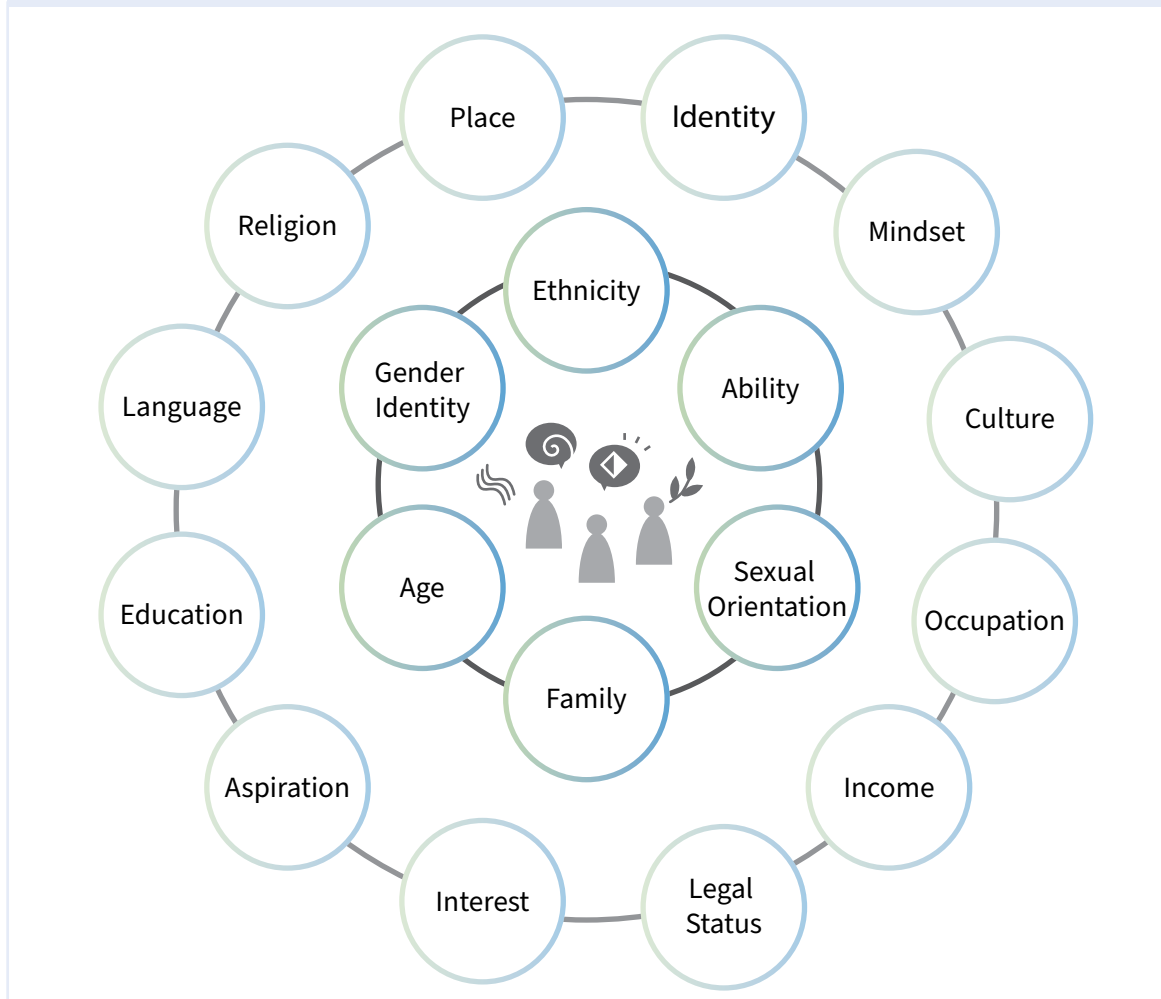 Place
Identity
Religion
Mindset
Ethnicity
Gender
Identity
Ability
Language
Culture
Age
Sexual
Orientation
Education
Occupation
Family
Aspiration
Income
Interest
Legal
Status